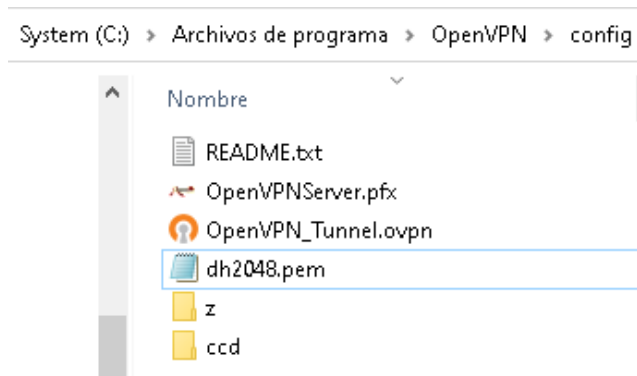 System (C:) > Archivos de programa > OpenVPN > config
Nombre
README.txt
OpenVPNServer.pfx
OpenVPN_Tunnel.ovpn
dh2048.pem
z
ccd